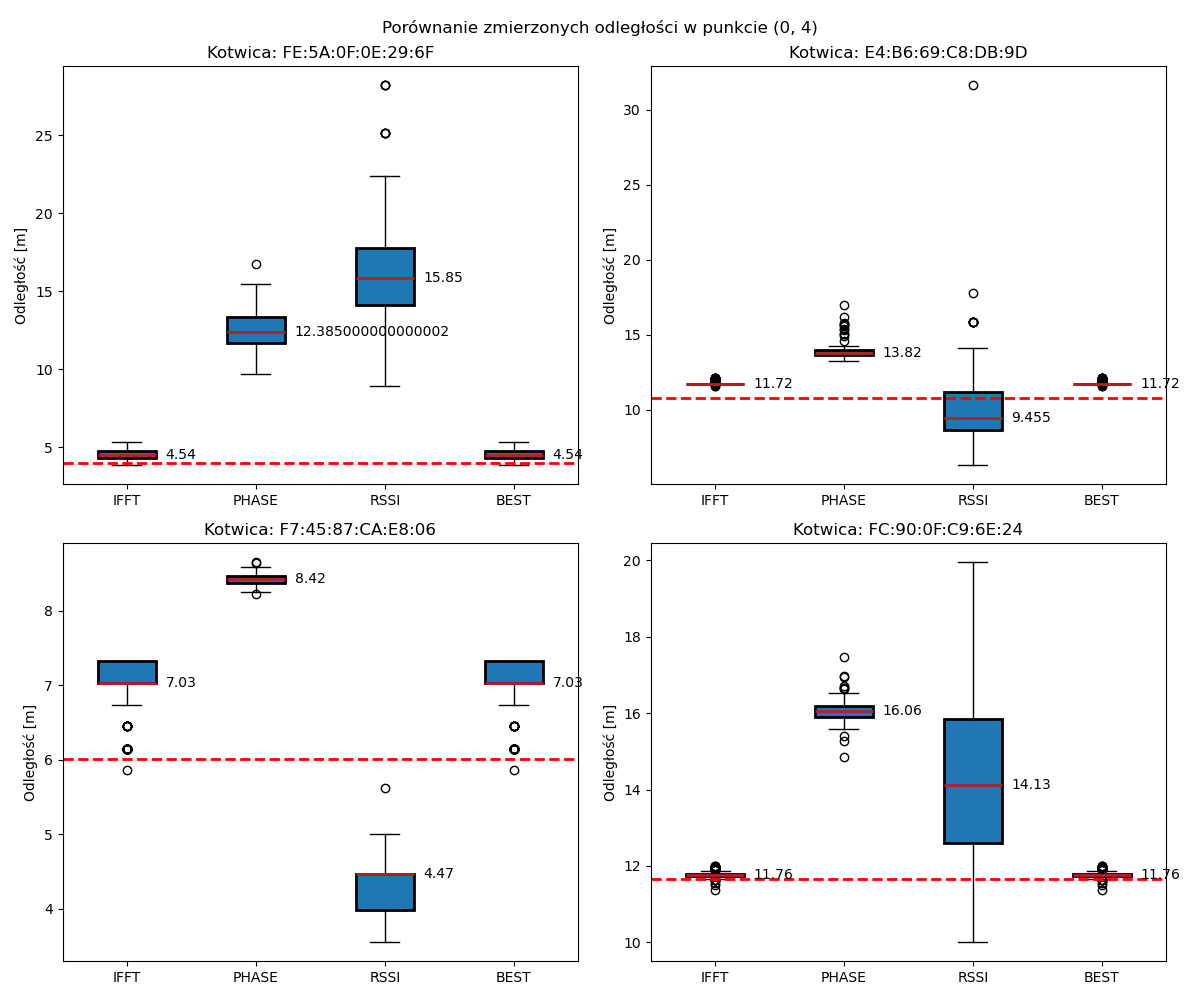 Porównanie zmierzonych odległości w punkcie (0, 4)
Kotwica: FE:5A:0F:0E:29:6F
Odległość [m]
25
20
15
10
5
4.54
12.385000000000002
15.85
4.54
IFFT PHASE RSSI BEST
Kotwica: E4:B6:69:C8:DB:9D
Odległość [m]
30
25
20
15
10
11.72
13.82
9.455
11.72
IFFT PHASE RSSI BEST
Kotwica: F7:45:87:CA:E8:06
Odległość [m]
8
7
6
5
4
7.03
8.42
4.47
7.03
IFFT PHASE RSSI BEST
Kotwica: FC:90:0F:C9:6E:24
Odległość [m]
20
18
16
14
12
10
11.76
16.06
14.13
11.76
IFFT PHASE RSSI BEST